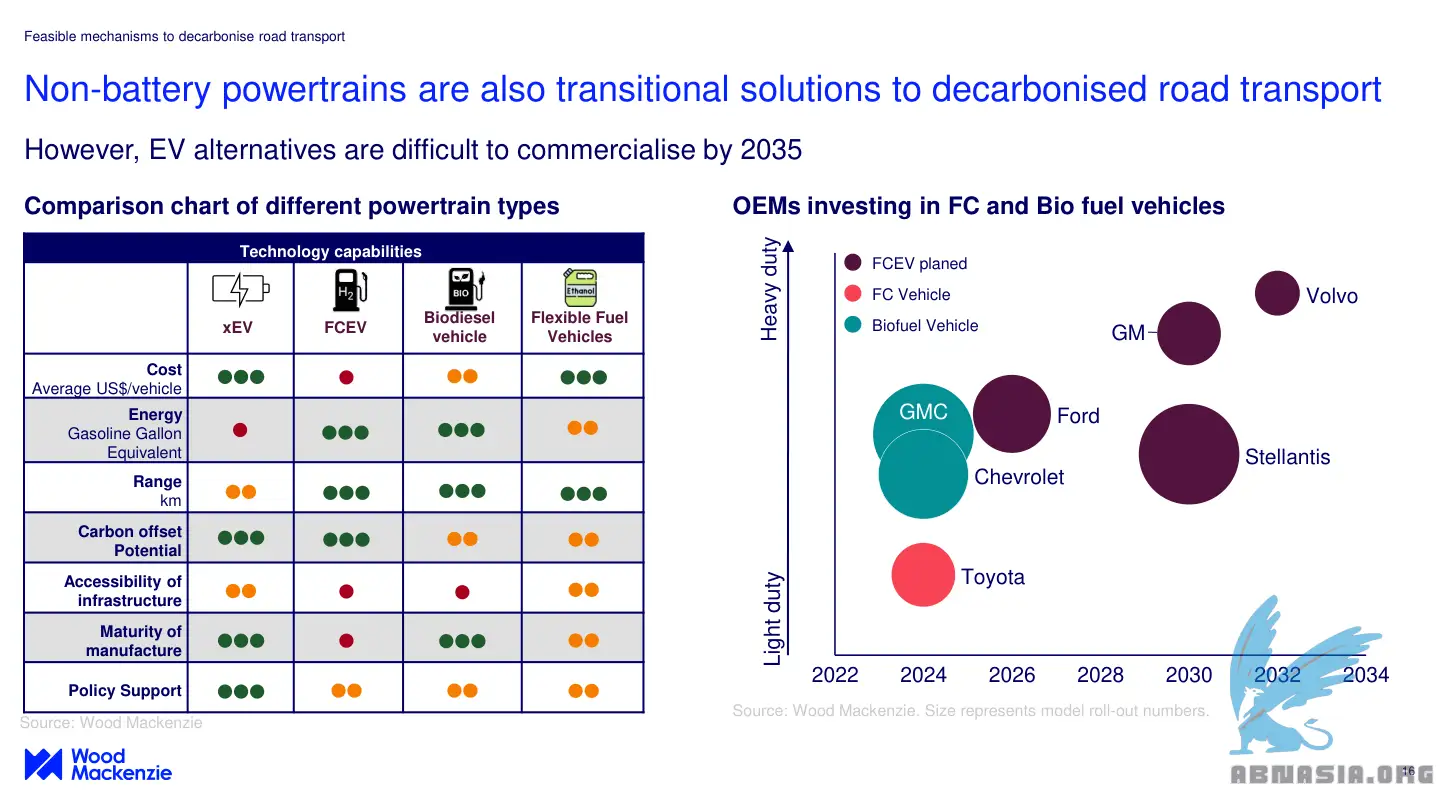 Feasible mechanisms to decarbonise road transport
Non-battery powertrains are also transitional solutions to decarbonised road transport
However, EV alternatives are difficult to commercialise by 2035
Comparison chart of different powertrain types
Technology capabilities
H2
BIO
Ethanol
xEV
FCEV
Biodiesel
vehicle
Flexible Fuel
Vehicles
Cost
Average US$/vehicle
Energy
Gasoline Gallon
Equivalent
Range
km
Carbon offset
Potential
Accessibility of
infrastructure
Maturity of
manufacture
Policy Support
Source: Wood Mackenzie
OEMs investing in FC and Bio fuel vehicles
Heavy duty
Light duty
FCEV planed
FC Vehicle
Biofuel Vehicle
Volvo
GM
GMC
Ford
Chevrolet
Stellantis
Toyota
2022 2024 2026 2028 2030 2032 2034
Source: Wood Mackenzie. Size represents model roll-out numbers.
Wood
Mackenzie
16
ABNASIA.ORG